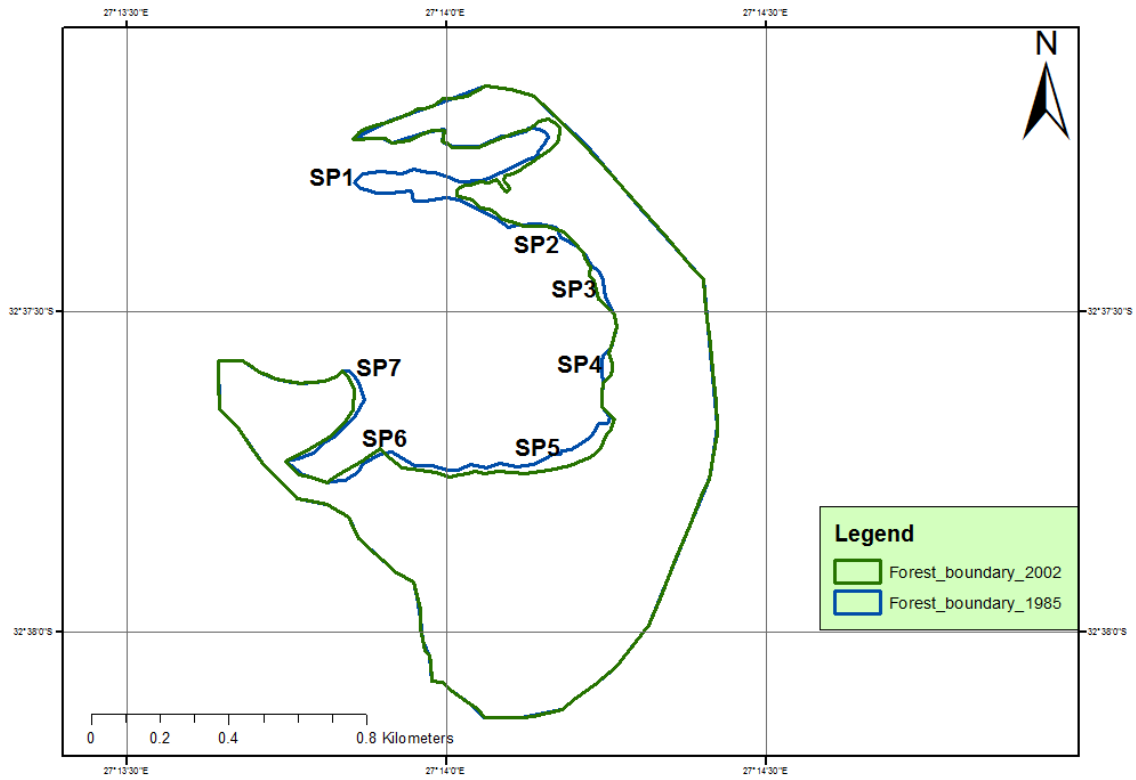 27°13'30"E 27°14'0"E 27°14'30"E
N
SP1
SP2
SP3
32°37'30"S 32°37'30"S
SP4
SP7
SP6
SP5
Legend
Forest_boundary_2002
Forest_boundary_1985
32°38'0"S 32°38'0"S
0 0.2 0.4 0.8 Kilometers
27°13'30"E 27°14'0"E 27°14'30"E